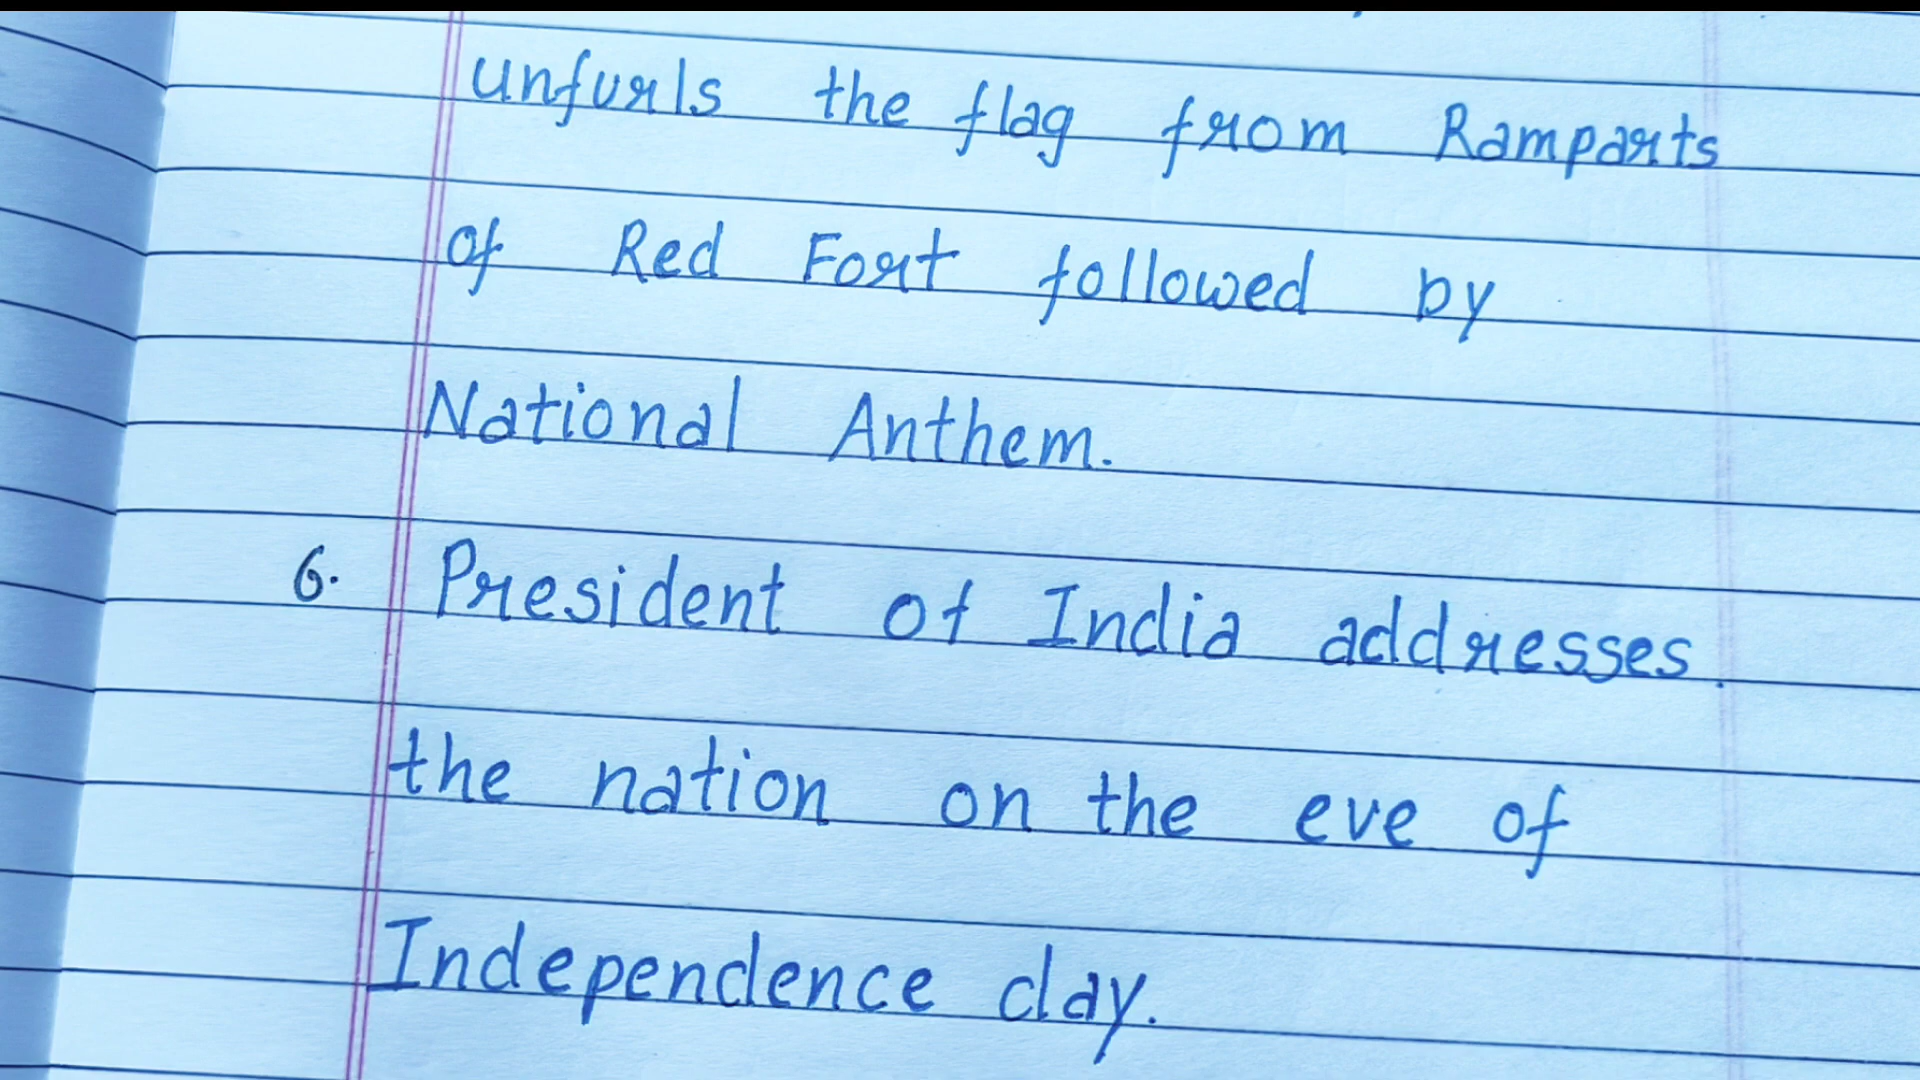 unfurls the flag from Ramparts
of Red Fort followed by
National Anthem.
6. President of India addresses
the nation on the eve of
Independence day.